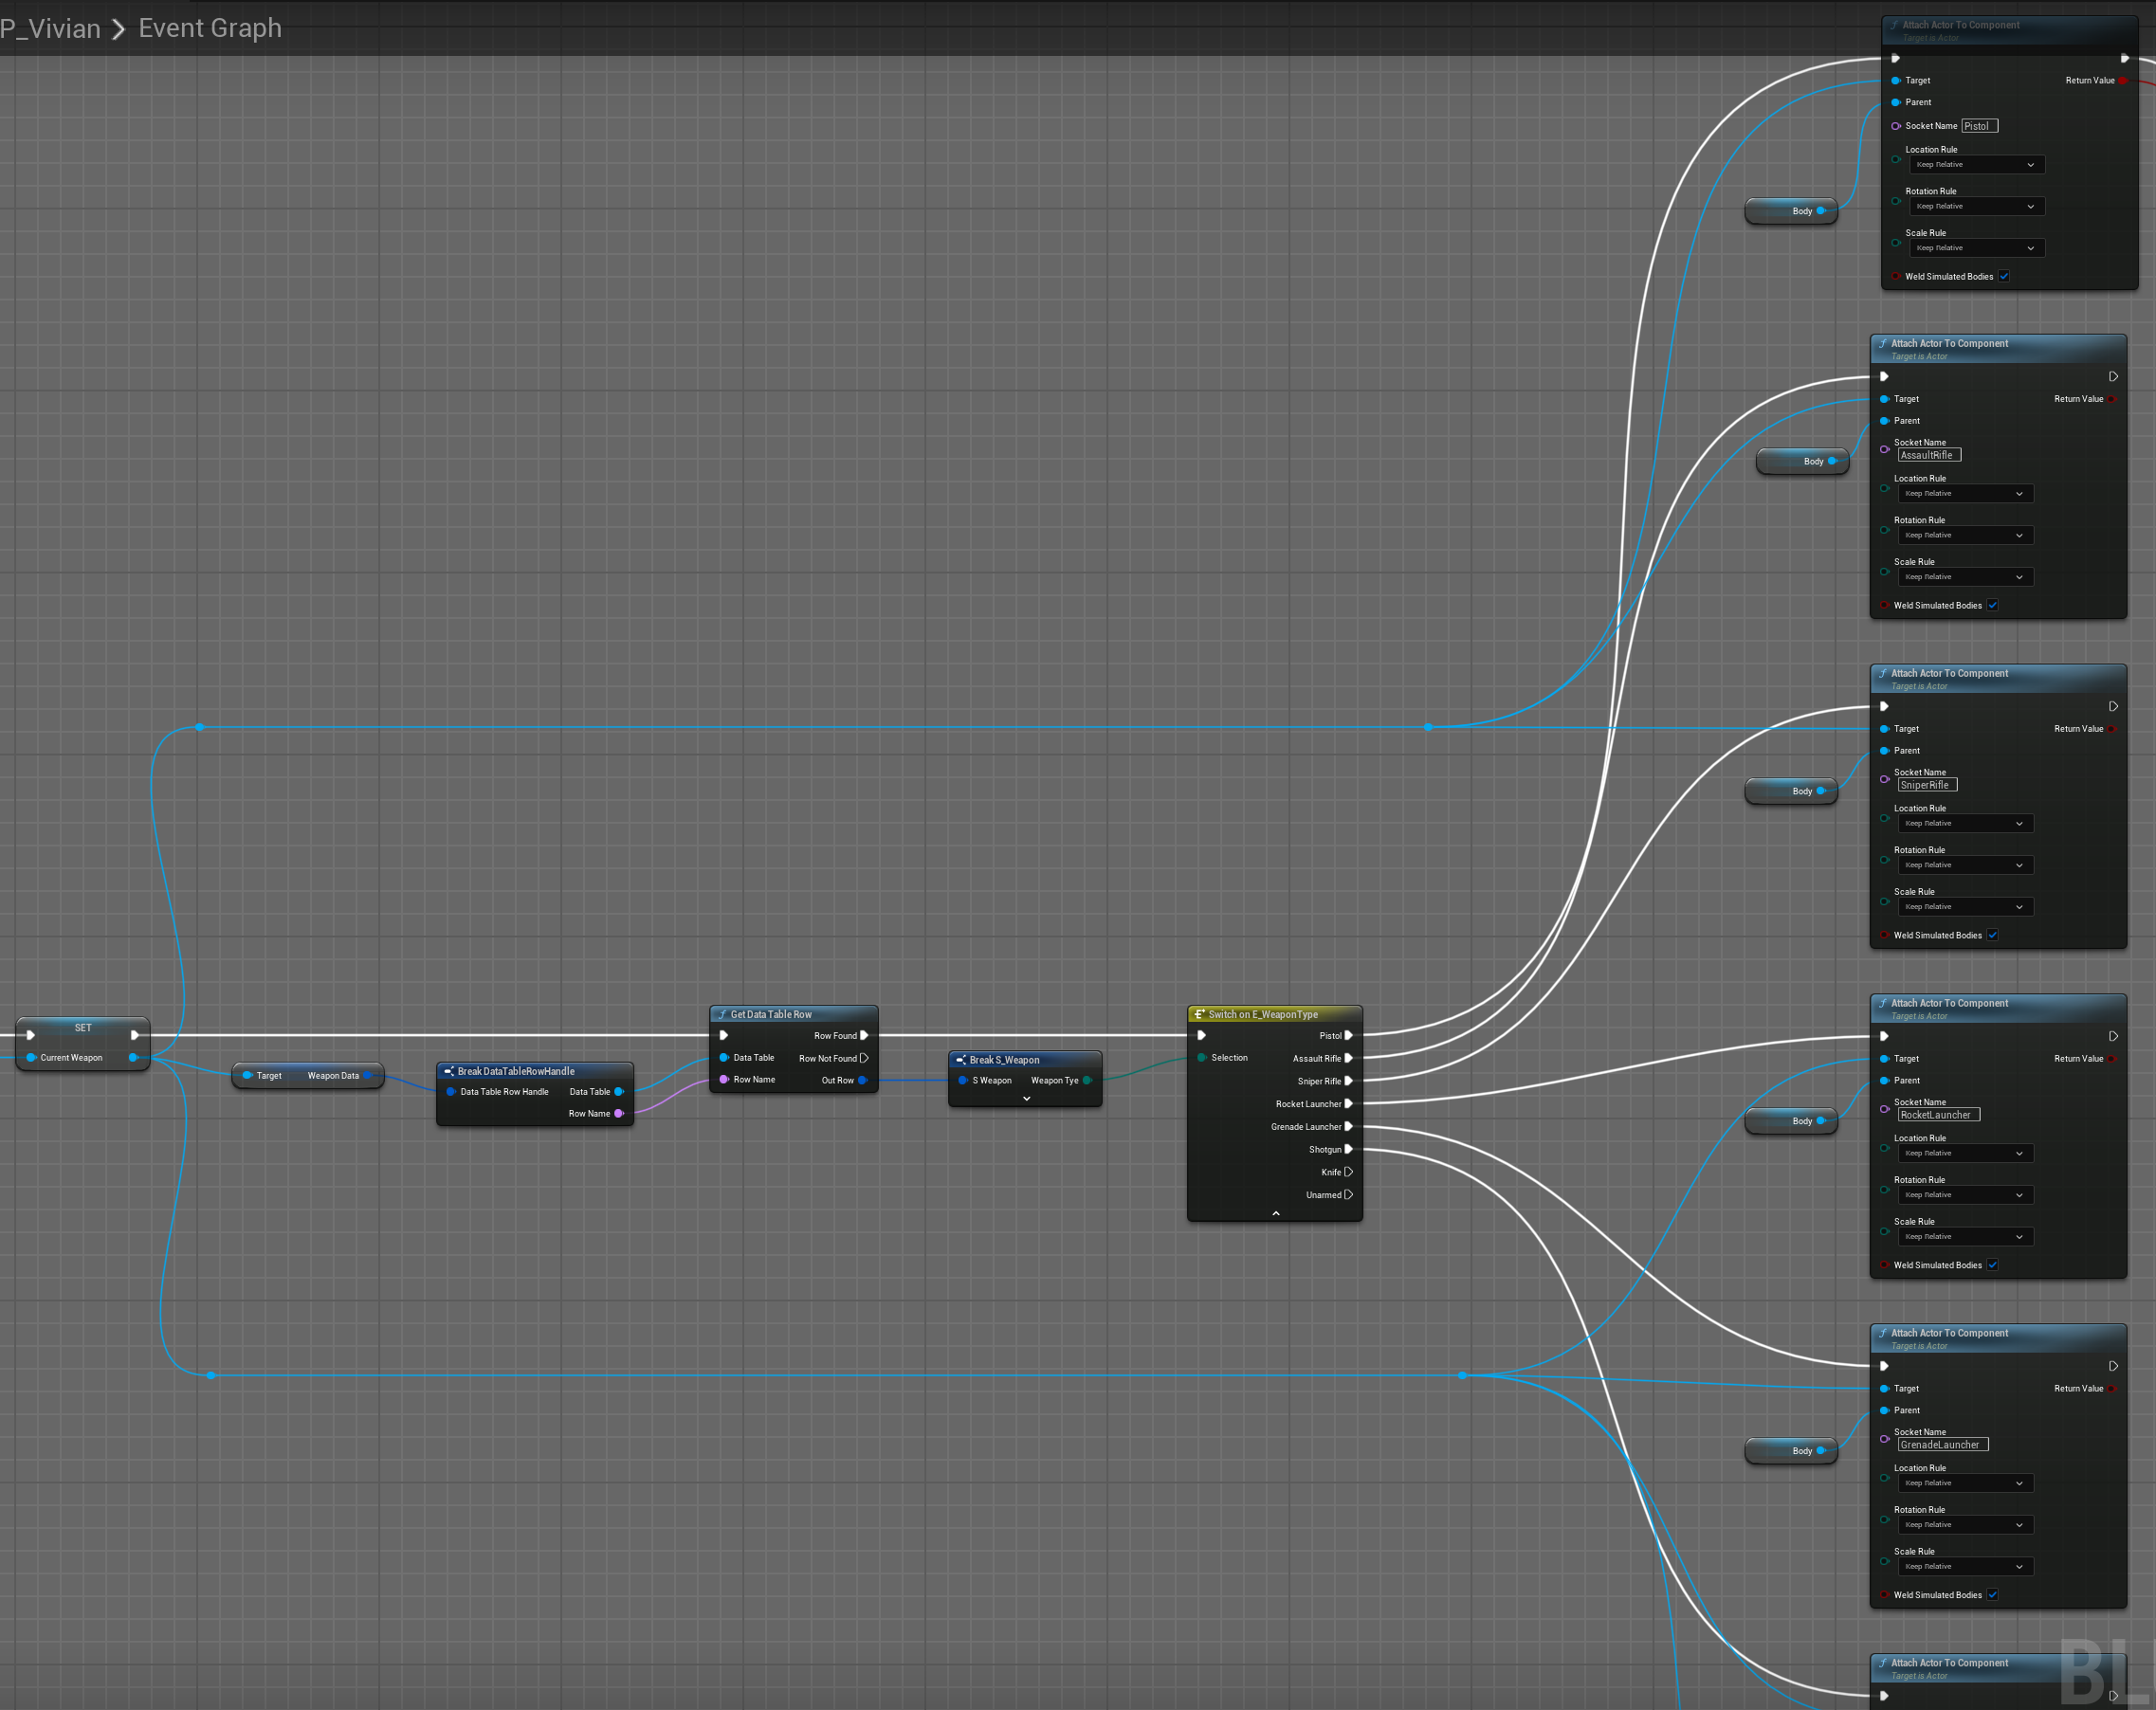 P_Vivian > Event Graph
Attach Actor To Component
Target is Actor
Target
Return Value
Parent
Socket Name Pistol
Location Rule
Keep Relative
Body
Rotation Rule
Keep Relative
Scale Rule
Keep Relative
Weld Simulated Bodies
Attach Actor To Component
Target is Actor
Target
Return Value
Parent
Socket Name
AssaultRifle
Body
Location Rule
Keep Relative
Rotation Rule
Keep Relative
Scale Rule
Keep Relative
Weld Simulated Bodies
Attach Actor To Component
Target is Actor
Target
Return Value
Parent
Socket Name
SniperRifle
Body
Location Rule
Keep Relative
Rotation Rule
Keep Relative
Scale Rule
Keep Relative
Weld Simulated Bodies
SET
Current Weapon
Target
Weapon Data
Break DataTableRowHandle
Data Table Row Handle
Data Table
Row Name
Get Data Table Row
Row Found
Data Table
Row Not Found
Row Name
Out Row
Break S_Weapon
S Weapon
Weapon Tye
Switch on E_WeaponType
Pistol
Selection
Assault Rifle
Sniper Rifle
Rocket Launcher
Grenade Launcher
Shotgun
Knife
Unarmed
Attach Actor To Component
Target is Actor
Target
Return Value
Parent
Socket Name
RocketLauncher
Body
Location Rule
Keep Relative
Rotation Rule
Keep Relative
Scale Rule
Keep Relative
Weld Simulated Bodies
Attach Actor To Component
Target is Actor
Target
Return Value
Parent
Socket Name
GrenadeLauncher
Body
Location Rule
Keep Relative
Rotation Rule
Keep Relative
Scale Rule
Keep Relative
Weld Simulated Bodies
Attach Actor To Component
Target is Actor
BL